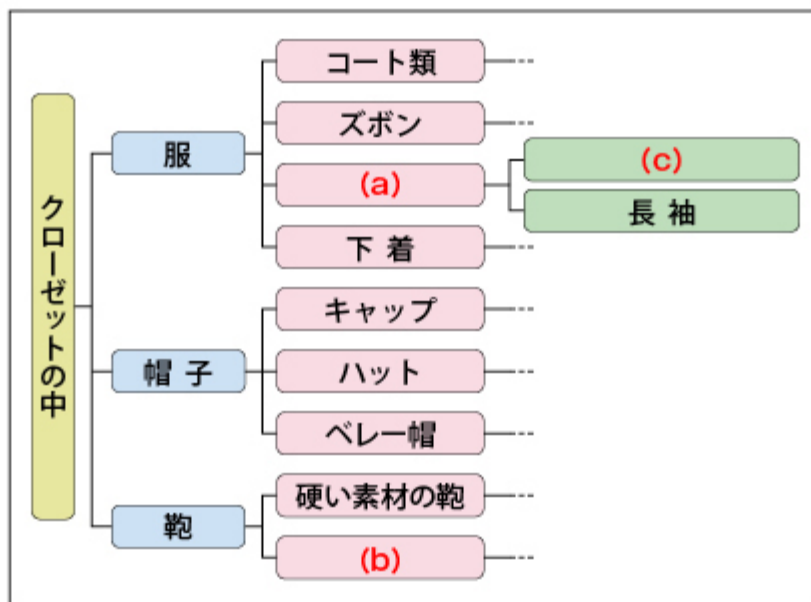 クローゼットの中
服
コート類
ズボン
(a)
(c)
長袖
下着
帽子
キャップ
ハット
ベレー帽
鞄
硬い素材の鞄
(b)